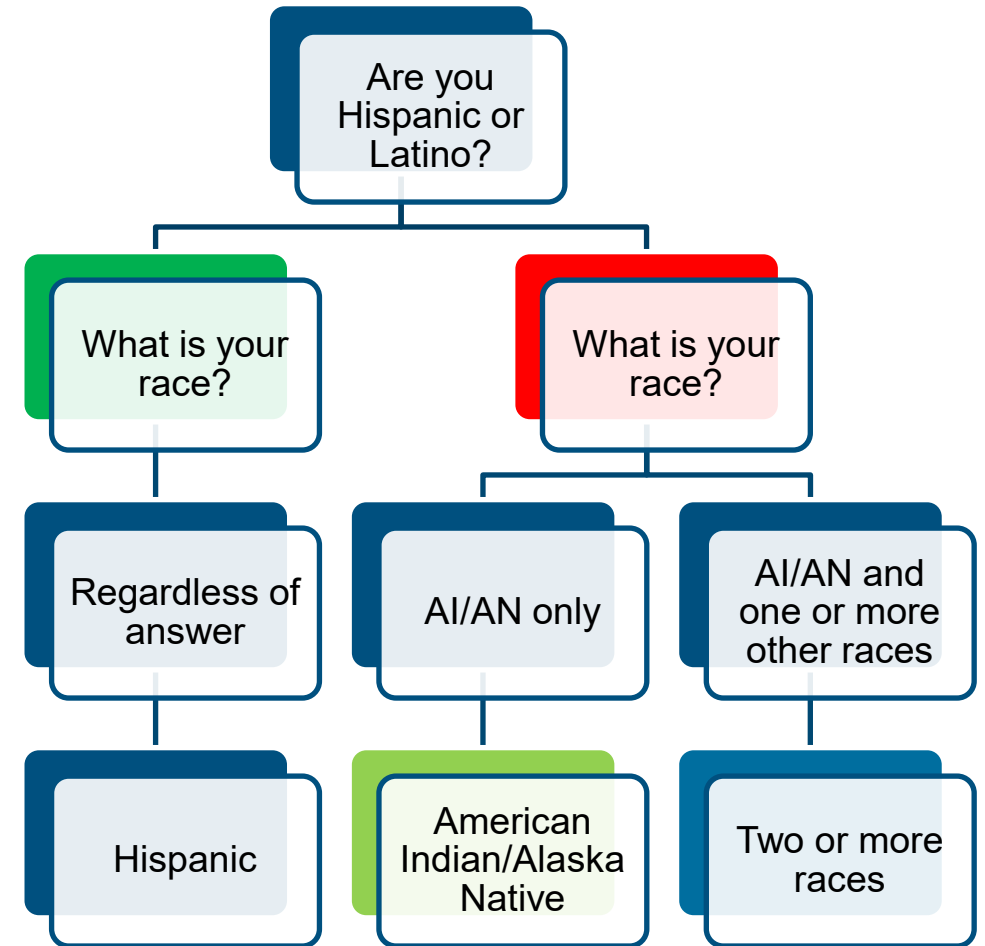 Are you
Hispanic or
Latino?
What is your
race?
What is your
race?
Regardless of
answer
AI/AN only
AI/AN and
one or more
other races
Hispanic
American
Indian/Alaska
Native
Two or more
races